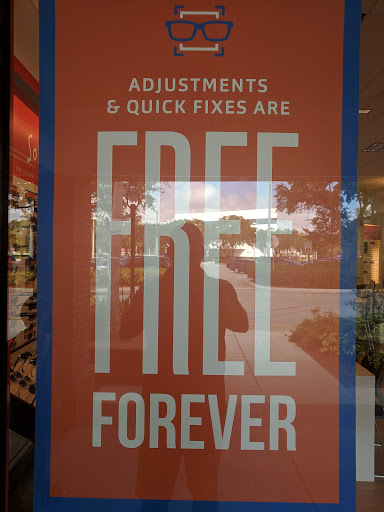 ADJUSTMENTS
& QUICK FIXES ARE
FREE
FOREVER